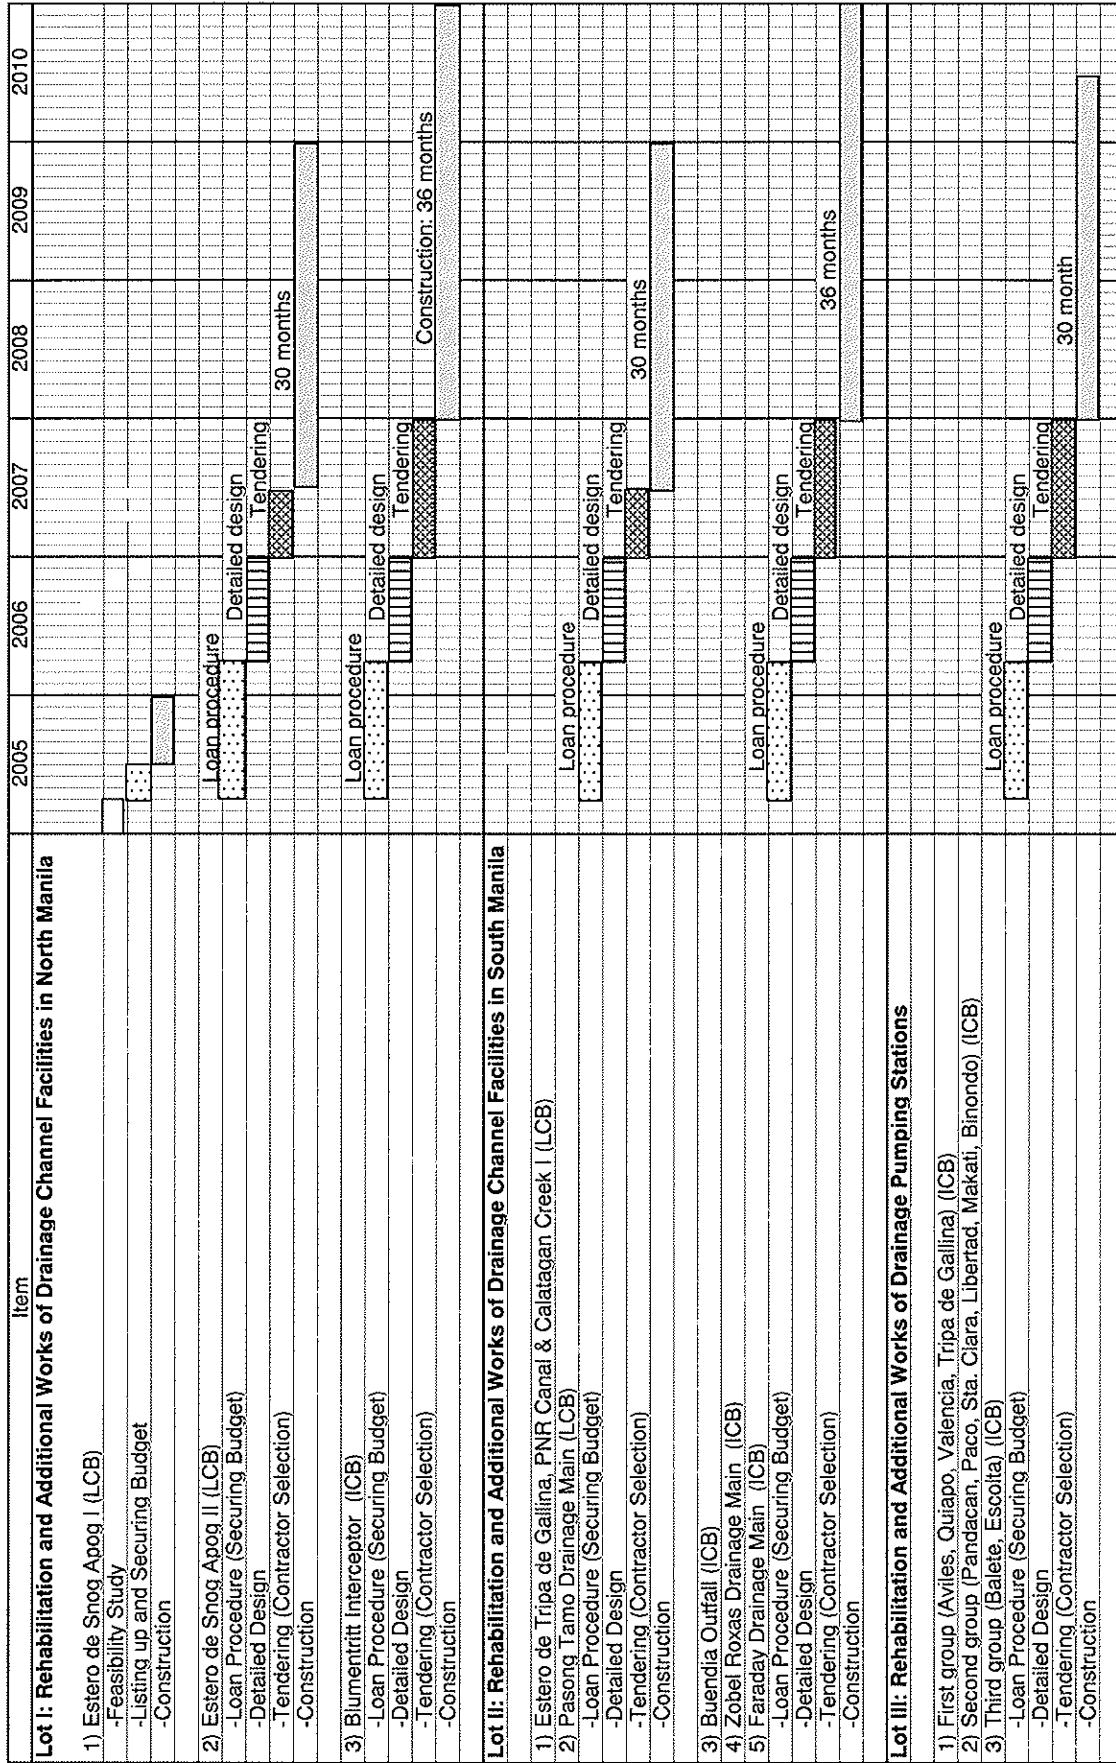 Item 2005 2006 2007 2008 2009 2010
Lot I: Rehabilitation and Additional Works of Drainage Channel Facilities in North Manila
1) Estero de Snog Apog I (LCB)
-Feasibility Study
-Listing up and Securing Budget
-Construction
2) Estero de Snog Apog II (LCB) Loan procedure
-Loan Procedure (Securing Budget) Detailed design
-Detailed Design Tendering
-Tendering (Contractor Selection) 30 months
-Construction
3) Blumentritt Interceptor (ICB) Loan procedure
-Loan Procedure (Securing Budget) Detailed design
-Detailed Design Tendering
-Tendering (Contractor Selection) Construction: 36 months
-Construction
Lot II: Rehabilitation and Additional Works of Drainage Channel Facilities in South Manila
1) Estero de Tripa de Gallina, PNR Canal & Calatagan Creek I (LCB)
2) Pasong Tamo Drainage Main (LCB) Loan procedure
-Loan Procedure (Securing Budget) Detailed design
-Detailed Design Tendering
-Tendering (Contractor Selection) 30 months
-Construction
3) Buendia Outfall (ICB)
4) Zobel Roxas Drainage Main (ICB)
5) Faraday Drainage Main (ICB) Loan procedure
-Loan Procedure (Securing Budget) Detailed design
-Detailed Design Tendering
-Tendering (Contractor Selection) 36 months
-Construction
Lot III: Rehabilitation and Additional Works of Drainage Pumping Stations
1) First group (Aviles, Quiapo, Valencia, Tripa de Gallina) (ICB)
2) Second group (Pandacan, Paco, Sta. Clara, Libertad, Makati, Binondo) (ICB)
3) Third group (Balete, Escolta) (ICB) Loan procedure
-Loan Procedure (Securing Budget) Detailed design
-Detailed Design Tendering
-Tendering (Contractor Selection) 30 month
-Construction